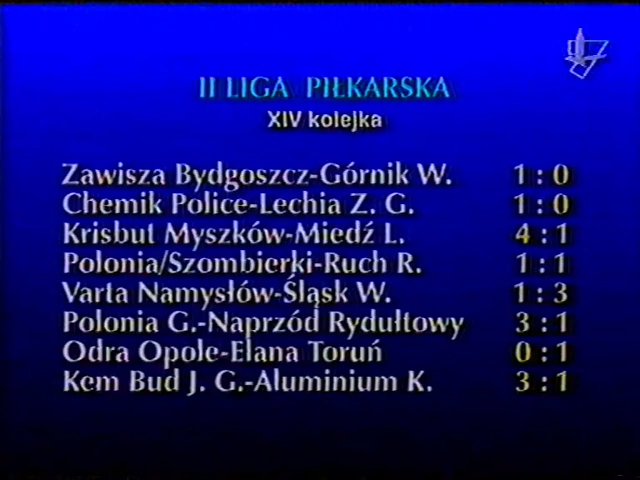 II LIGA PIŁKARSKA
XIV kolejka
Zawisza Bydgoszcz-Górnik W. 1 : 0
Chemik Police-Lechia Z. G. 1 : 0
Krisbut Myszków-Miedź L. 4 : 1
Polonia/Szombierki-Ruch R. 1 : 1
Varta Namysłów-Śląsk W. 1 : 3
Polonia G.-Naprzód Rydułtowy 3 : 1
Odra Opole-Elana Toruń 0 : 1
Kem Bud J. G.-Aluminium K. 3 : 1